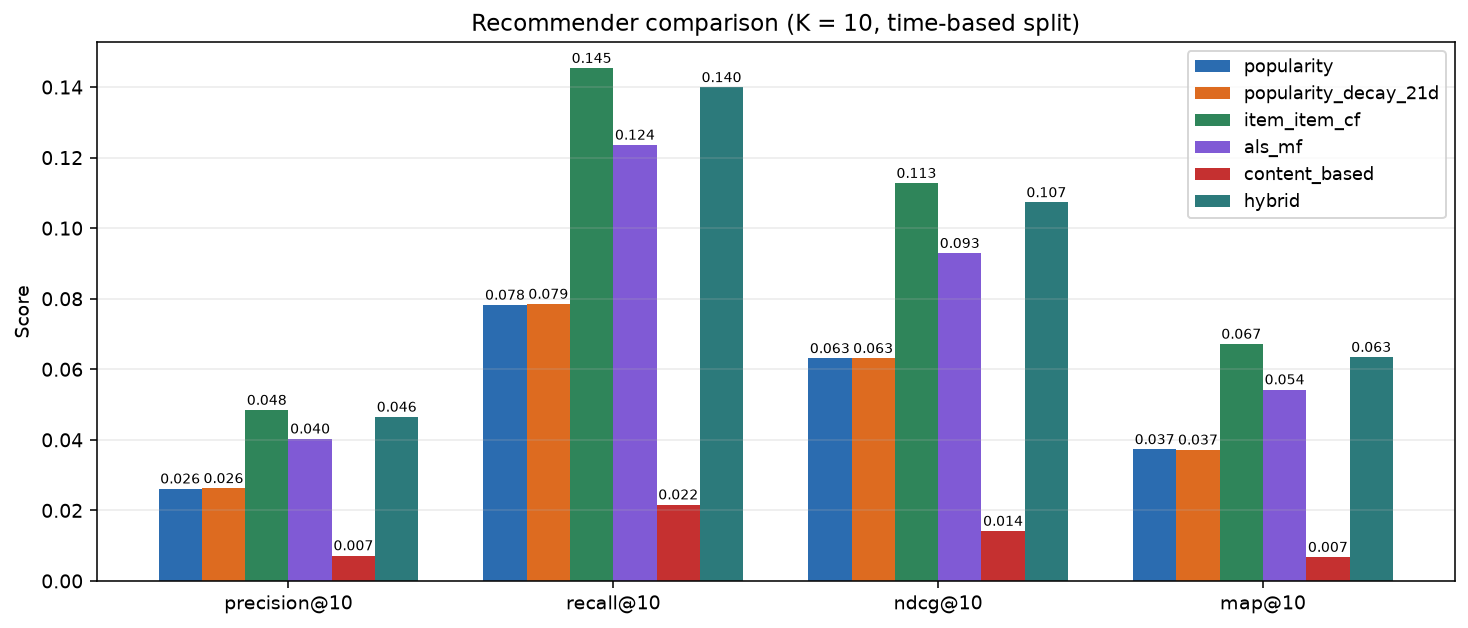 Recommender comparison (K = 10, time-based split)
Score
0.14
0.12
0.10
0.08
0.06
0.04
0.02
0.00
popularity
popularity_decay_21d
item_item_cf
als_mf
content_based
hybrid
0.026 0.026 0.048 0.040 0.007 0.046
0.078 0.079 0.145 0.124 0.022 0.140
0.063 0.063 0.113 0.093 0.014 0.107
0.037 0.037 0.067 0.054 0.007 0.063
precision@10 recall@10 ndcg@10 map@10